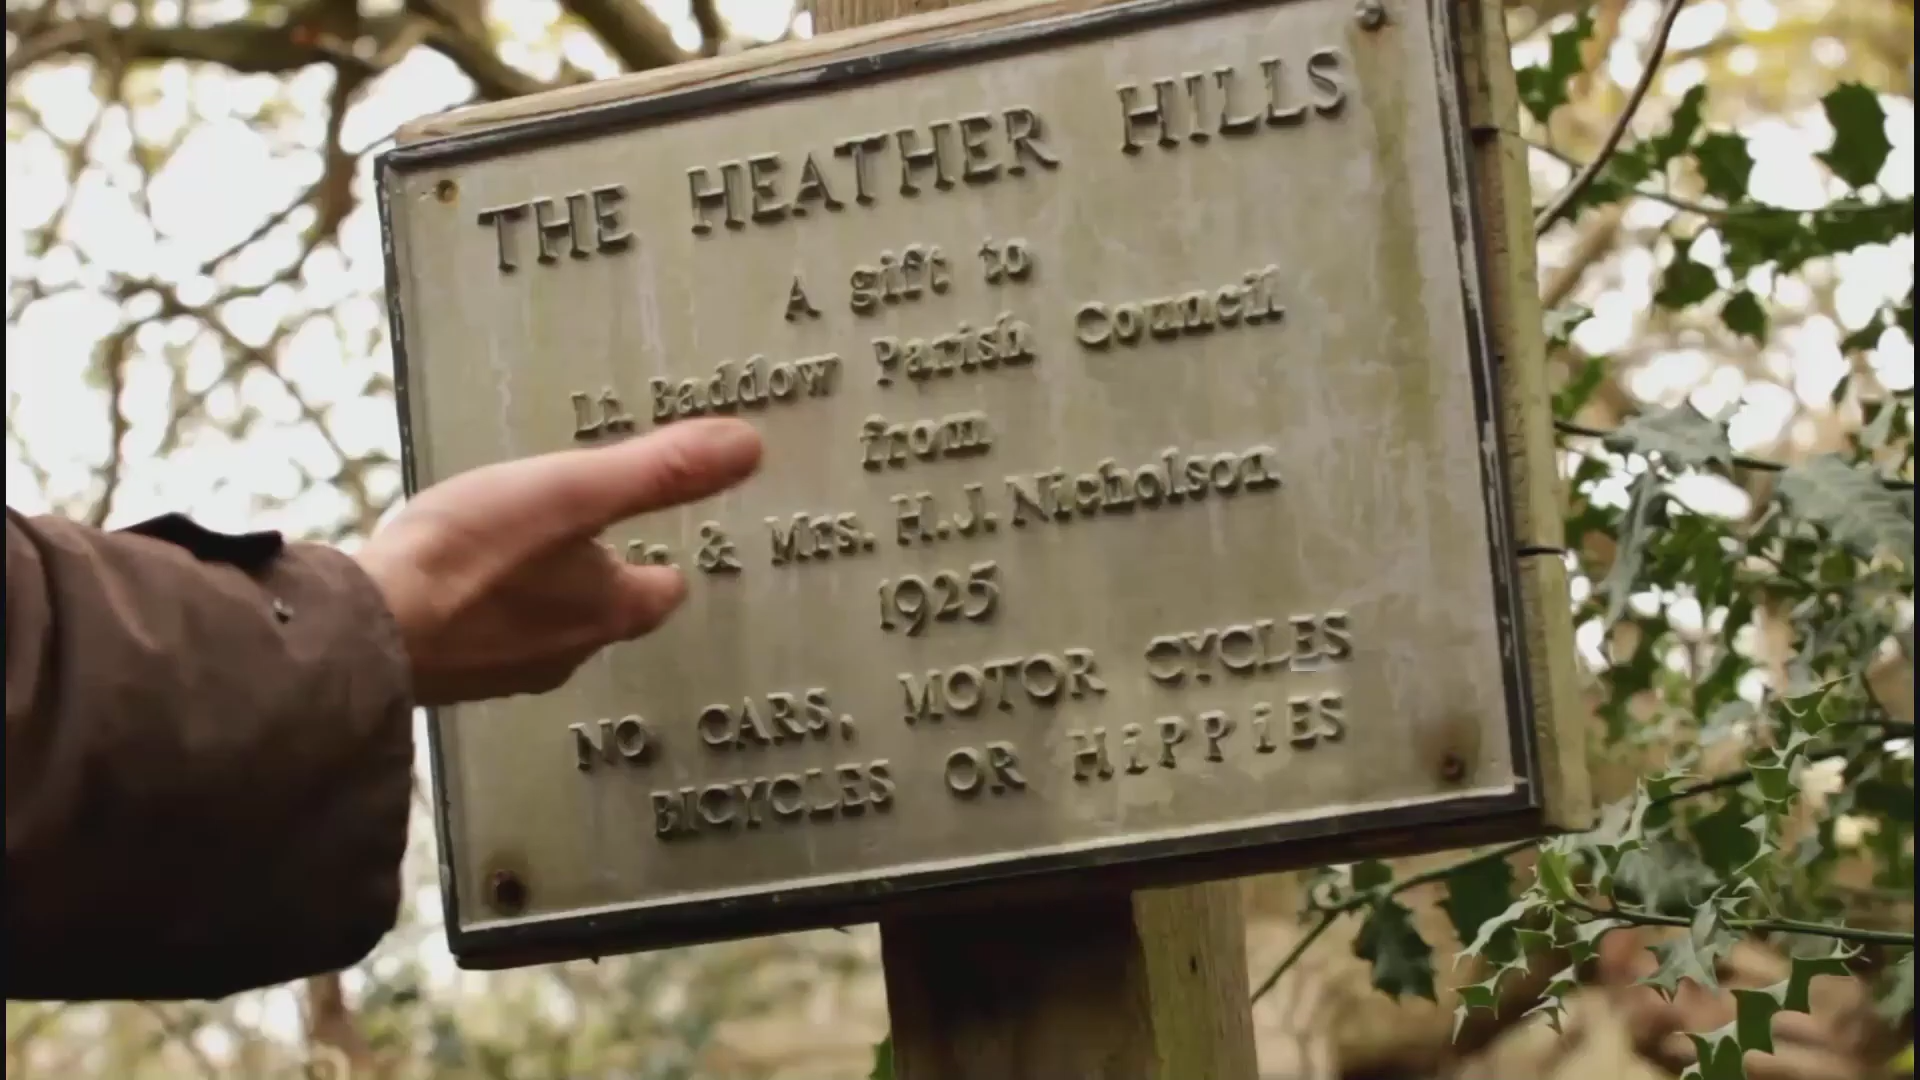 THE HEATHER HILLS
A gift to
Lt. Baddow Parish Council
from
Mr. & Mrs. H.J. Nicholson
1925
NO CARS, MOTOR CYCLES
BICYCLES OR HiPPiES